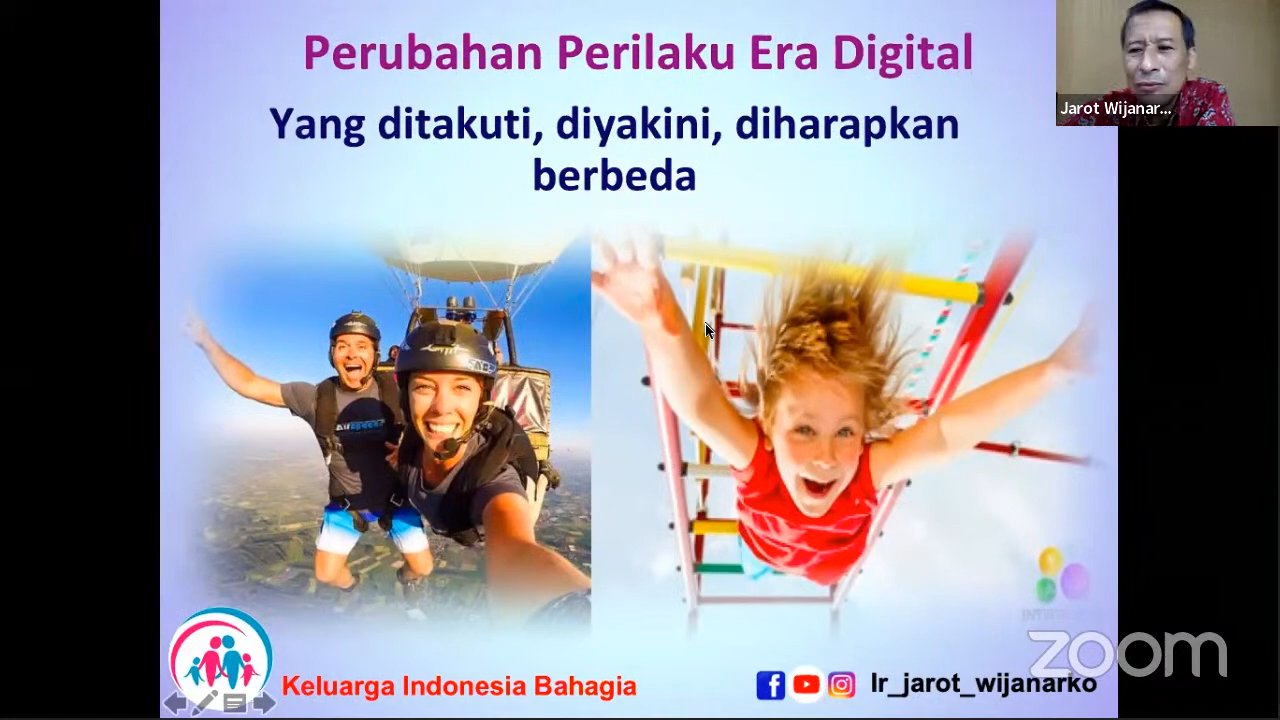 Perubahan Perilaku Era Digital
Yang ditakuti, diyakini, diharapkan
berbeda
Jarot Wijanar...
Keluarga Indonesia Bahagia
Ir_jarot_wijanarko
zoom